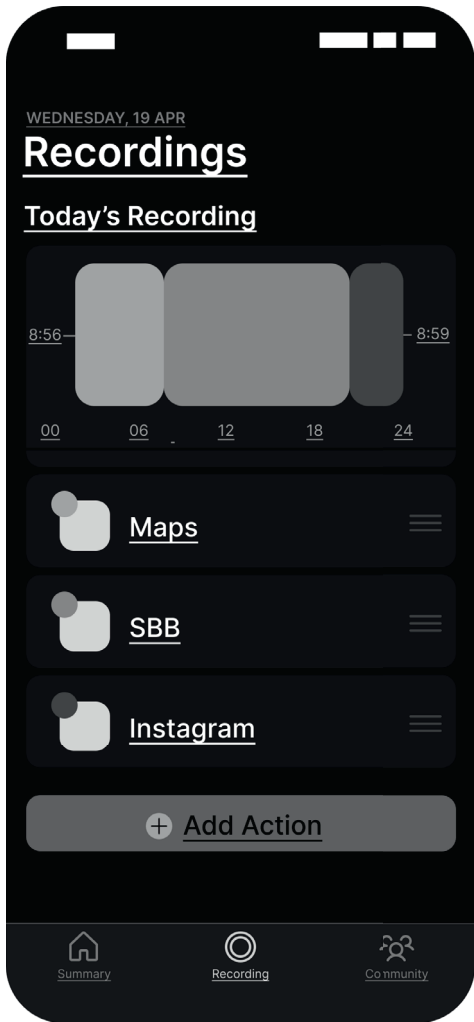 WEDNESDAY, 19 APR
Recordings
Today's Recording
8:56 8:59
00 06 12 18 24
Maps
SBB
Instagram
Add Action
Summary Recording Community